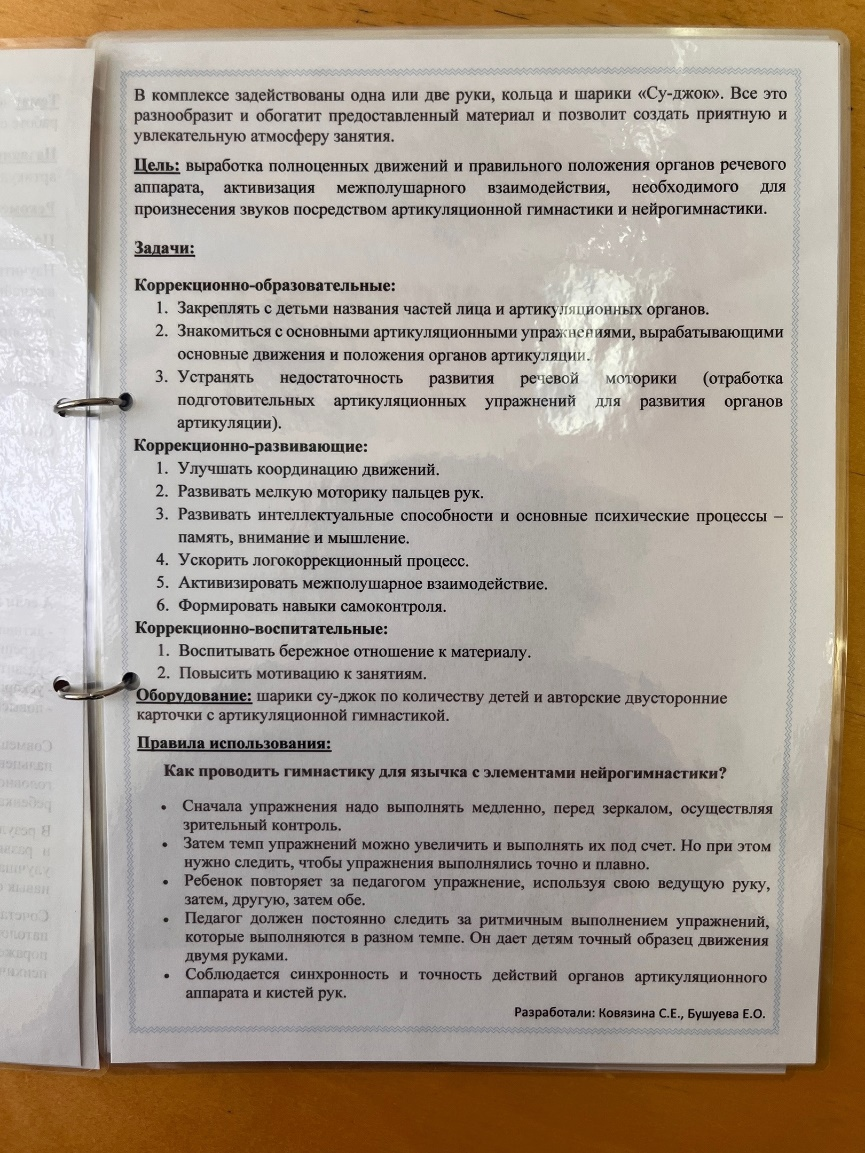 В комплексе задействованы одна или две руки, кольца и шарики «Су-джок». Все это
разнообразит и обогатит предоставленный материал и позволит создать приятную и
увлекательную атмосферу занятия.
Цель: выработка полноценных движений и правильного положения органов речевого
аппарата, активизация межполушарного взаимодействия, необходимого для
произнесения звуков посредством артикуляционной гимнастики и нейрогимнастики.
Задачи:
Коррекционно-образовательные:
1. Закреплять с детьми названия частей лица и артикуляционных органов.
2. Знакомиться с основными артикуляционными упражнениями, вырабатывающими
основные движения и положения органов артикуляции.
3. Устранять недостаточность развития речевой моторики (отработка
подготовительных артикуляционных упражнений для развития органов
артикуляции).
Коррекционно-развивающие:
1. Улучшать координацию движений.
2. Развивать мелкую моторику пальцев рук.
3. Развивать интеллектуальные способности и основные психические процессы –
память, внимание и мышление.
4. Ускорить логокоррекционный процесс.
5. Активизировать межполушарное взаимодействие.
6. Формировать навыки самоконтроля.
Коррекционно-воспитательные:
1. Воспитывать бережное отношение к материалу.
2. Повысить мотивацию к занятиям.
Оборудование: шарики су-джок по количеству детей и авторские двусторонние
карточки с артикуляционной гимнастикой.
Правила использования:
Как проводить гимнастику для язычка с элементами нейрогимнастики?
• Сначала упражнения надо выполнять медленно, перед зеркалом, осуществляя
зрительный контроль.
• Затем темп упражнений можно увеличить и выполнять их под счет. Но при этом
нужно следить, чтобы упражнения выполнялись точно и плавно.
• Ребенок повторяет за педагогом упражнение, используя свою ведущую руку,
затем, другую, затем обе.
• Педагог должен постоянно следить за ритмичным выполнением упражнений,
которые выполняются в разном темпе. Он дает детям точный образец движения
двумя руками.
• Соблюдается синхронность и точность действий органов артикуляционного
аппарата и кистей рук.
Разработали: Ковязина С.Е., Бушуева Е.О.